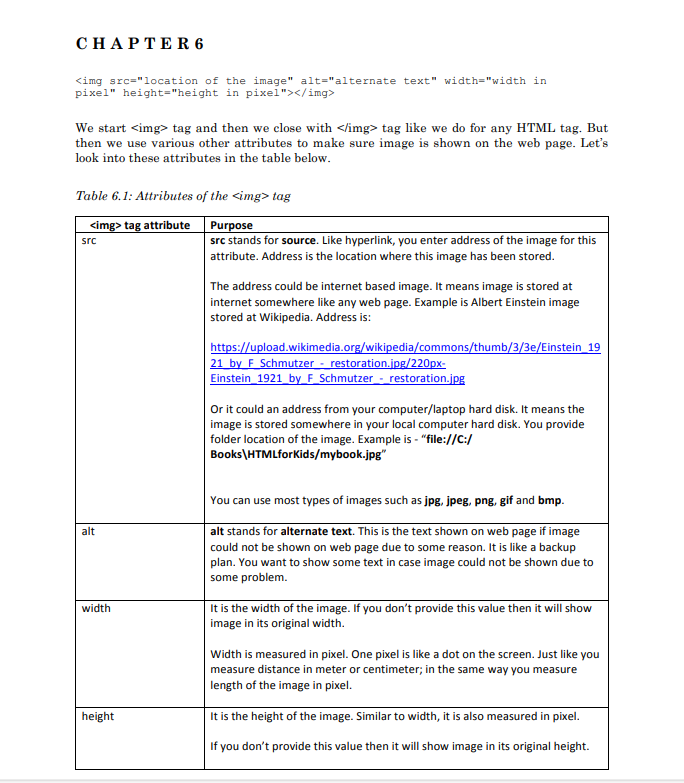 CHAPTER6
<img src="location of the image" alt="alternate text" width="width in
pixel" height="height in pixel"></img>
We start <img> tag and then we close with </img> tag like we do for any HTML tag. But
then we use various other attributes to make sure image is shown on the web page. Let's
look into these attributes in the table below.
Table 6.1: Attributes of the <img> tag
<img> tag attribute Purpose
src src stands for source. Like hyperlink, you enter address of the image for this
attribute. Address is the location where this image has been stored.
The address could be internet based image. It means image is stored at
internet somewhere like any web page. Example is Albert Einstein image
stored at Wikipedia. Address is:
https://upload.wikimedia.org/wikipedia/commons/thumb/3/3e/Einstein_19
21_by_F_Schmutzer_-_restoration.jpg/220px-
Einstein_1921_by_F_Schmutzer_-_restoration.jpg
Or it could an address from your computer/laptop hard disk. It means the
image is stored somewhere in your local computer hard disk. You provide
folder location of the image. Example is - "file://C:/
Books\HTMLforKids/mybook.jpg"
You can use most types of images such as jpg, jpeg, png, gif and bmp.
alt alt stands for alternate text. This is the text shown on web page if image
could not be shown on web page due to some reason. It is like a backup
plan. You want to show some text in case image could not be shown due to
some problem.
width It is the width of the image. If you don't provide this value then it will show
image in its original width.
Width is measured in pixel. One pixel is like a dot on the screen. Just like you
measure distance in meter or centimeter; in the same way you measure
length of the image in pixel.
height It is the height of the image. Similar to width, it is also measured in pixel.
If you don't provide this value then it will show image in its original height.